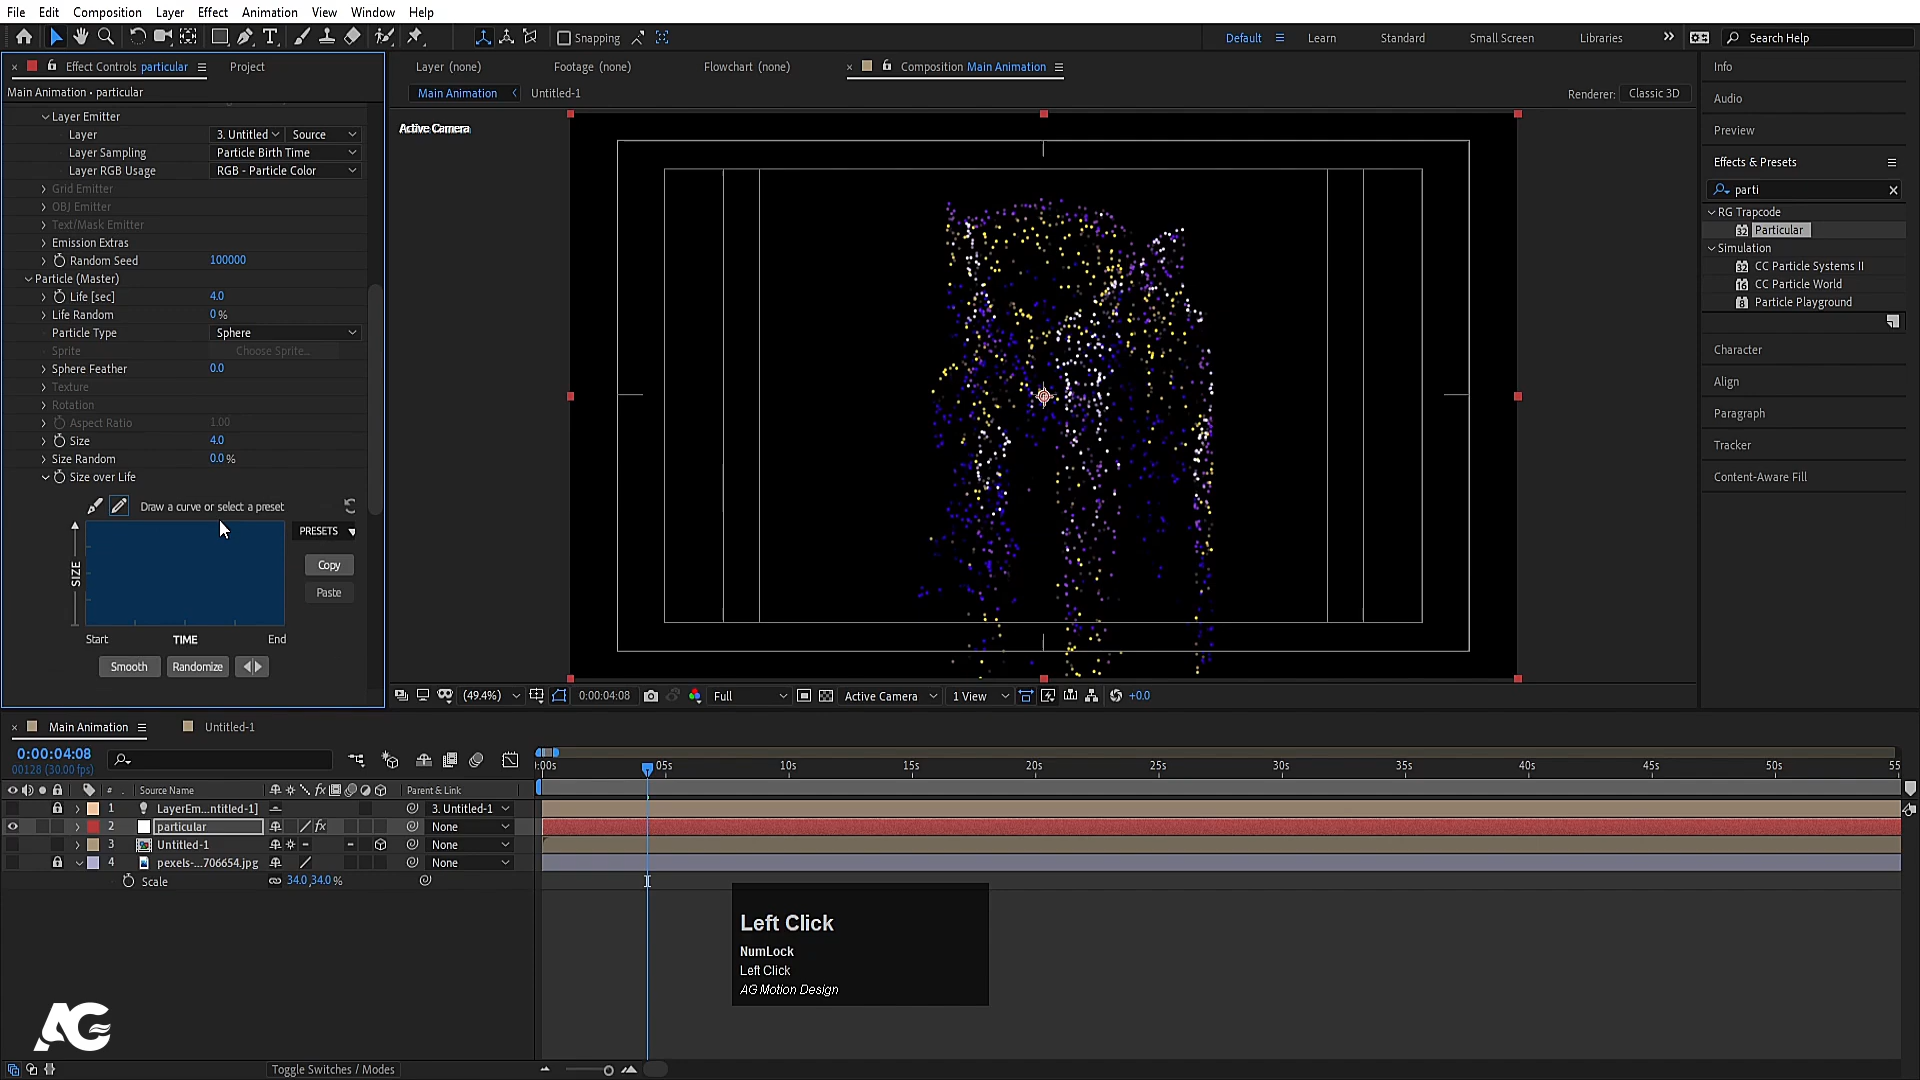 File Edit Composition Layer Effect Animation View Window Help
Snapping
Default Learn Standard Small Screen Libraries Search Help
Effect Controls particular Project
Layer (none) Footage (none) Flowchart (none) Composition Main Animation
Info
Main Animation • particular
Main Animation Untitled-1
Renderer: Classic 3D
Audio
Layer Emitter
Active Camera
Layer 3. Untitled Source
Preview
Layer Sampling Particle Birth Time
Layer RGB Usage RGB - Particle Color
Effects & Presets
Grid Emitter
parti
OBJ Emitter
RG Trapcode
Text/Mask Emitter
Particular
Emission Extras
Simulation
Random Seed 100000
CC Particle Systems II
Particle (Master)
CC Particle World
Life [sec] 4.0
Particle Playground
Life Random 0 %
Particle Type Sphere
Sprite Choose Sprite...
Character
Sphere Feather 0.0
Texture
Align
Rotation
Paragraph
Aspect Ratio 1.00
Size 4.0
Tracker
Size Random 0.0 %
Size over Life
Content-Aware Fill
Draw a curve or select a preset
PRESETS
SIZE
Copy
Paste
Start TIME End
Smooth Randomize
(49.4%) 0:00:04:08 Full Active Camera 1 View +0.0
Main Animation Untitled-1
0:00:04:08
00128 (30.00 fps)
:00s 05s 10s 15s 20s 25s 30s 35s 40s 45s 50s 55
# Source Name fx Parent & Link
1 LayerEm...ntitled-1] 3. Untitled-1
2 particular fx None
3 Untitled-1 None
4 pexels-...706654.jpg None
Scale 34.0,34.0 %
Left Click
NumLock
Left Click
AG Motion Design
AG
Toggle Switches / Modes